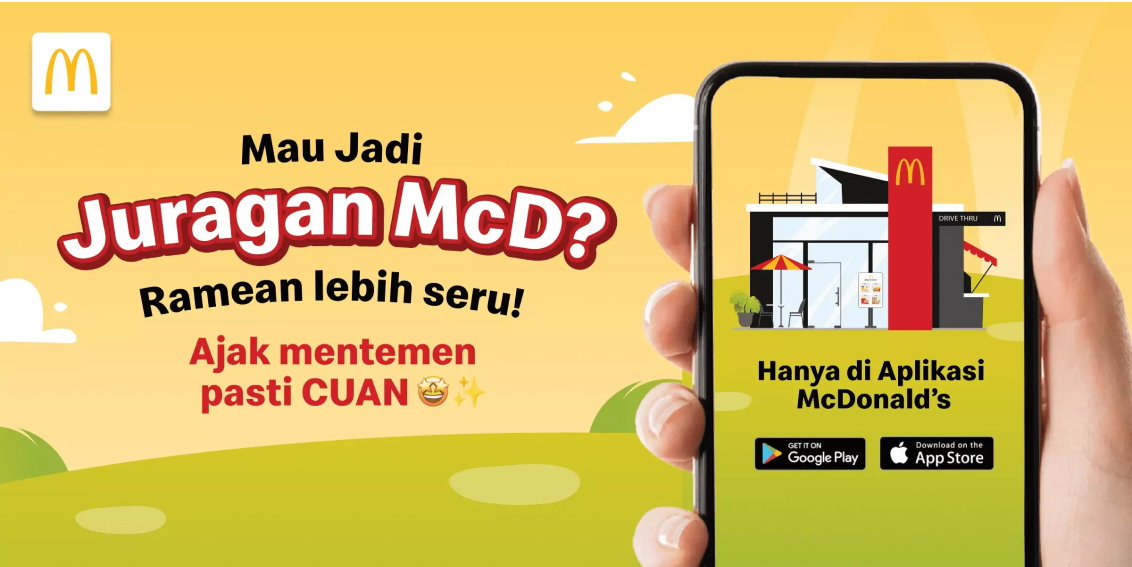 Mau Jadi
Juragan McD?
Ramean lebih seru!
Ajak mentemen
pasti CUAN 🤩✨
DRIVE THRU
Hanya di Aplikasi
McDonald's
GET IT ON
Google Play
Download on the
App Store